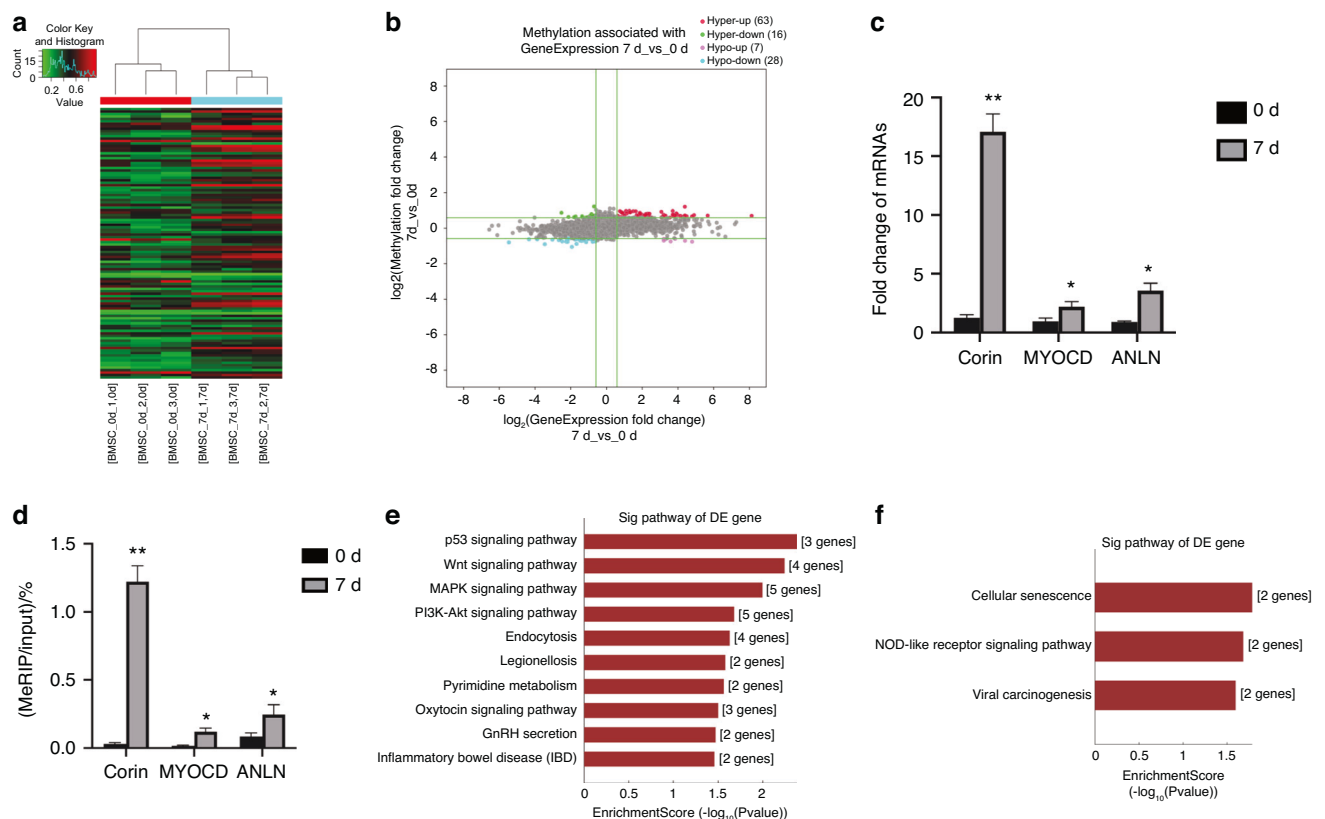 a
Color Key
and Histogram
Count
15
5
0
0.2 0.6
Value
[BMSC_0d_1,0d]
[BMSC_0d_2,0d]
[BMSC_0d_3,0d]
[BMSC_7d_1,7d]
[BMSC_7d_3,7d]
[BMSC_7d_2,7d]
b
Methylation associated with
GeneExpression 7 d_vs_0 d
Hyper-up (63)
Hyper-down (16)
Hypo-up (7)
Hypo-down (28)
log2(Methylation fold change)
7d_vs_0d
8
6
4
2
0
-2
-4
-6
-8
-8 -6 -4 -2 0 2 4 6 8
log2(GeneExpression fold change)
7 d_vs_0 d
c
Fold change of mRNAs
20
15
10
5
0
**
*
*
Corin MYOCD ANLN
0 d
7 d
d
(MeRIP/input)/%
1.5
1.0
0.5
0.0
**
*
*
Corin MYOCD ANLN
0 d
7 d
e
Sig pathway of DE gene
p53 signaling pathway [3 genes]
Wnt signaling pathway [4 genes]
MAPK signaling pathway [5 genes]
PI3K-Akt signaling pathway [5 genes]
Endocytosis [4 genes]
Legionellosis [2 genes]
Pyrimidine metabolism [2 genes]
Oxytocin signaling pathway [3 genes]
GnRH secretion [2 genes]
Inflammatory bowel disease (IBD) [2 genes]
0 0.5 1 1.5 2
EnrichmentScore (-log10(Pvalue))
f
Sig pathway of DE gene
Cellular senescence [2 genes]
NOD-like receptor signaling pathway [2 genes]
Viral carcinogenesis [2 genes]
0 0.5 1 1.5
EnrichmentScore
(-log10(Pvalue))